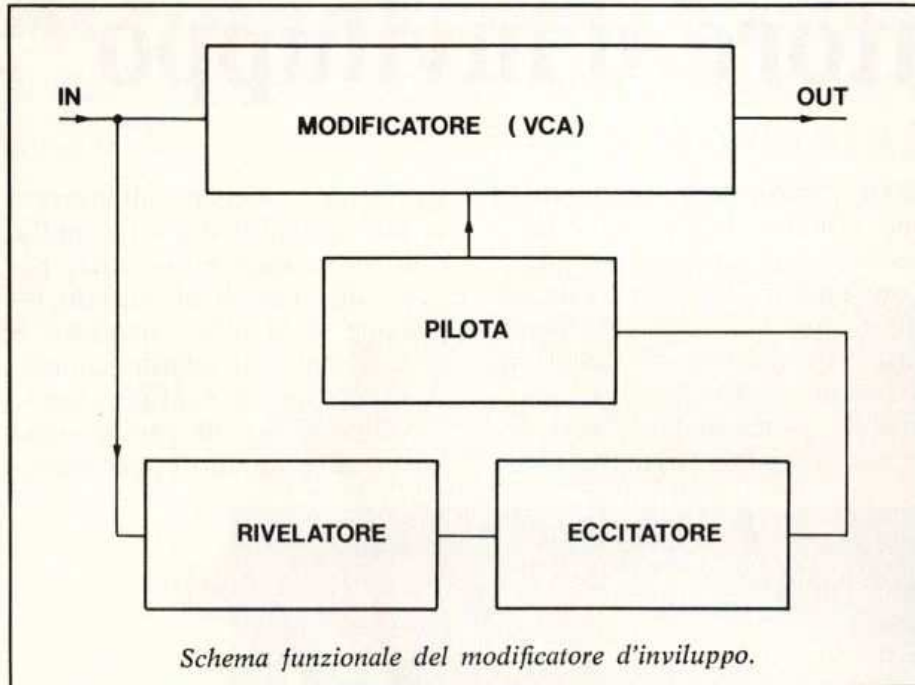 IN
OUT
MODIFICATORE (VCA)
PILOTA
RIVELATORE
ECCITATORE
Schema funzionale del modificatore d'inviluppo.